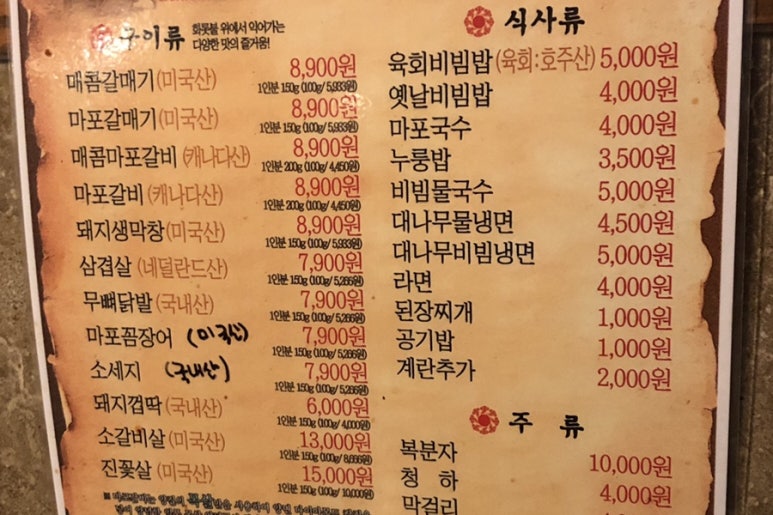 구이류 화롯불 위에서 익어가는
다양한 맛의 즐거움!
매콤갈매기(미국산) 8,900원
1인분 150g (100g/ 5,933원)
마포갈매기(미국산) 8,900원
1인분 150g (100g/ 5,933원)
매콤마포갈비(캐나다산) 8,900원
1인분 200g (100g/ 4,450원)
마포갈비(캐나다산) 8,900원
1인분 200g (100g/ 4,450원)
돼지생막창(미국산) 8,900원
1인분 150g (100g/ 5,933원)
삼겹살(네덜란드산) 7,900원
1인분 150g (100g/ 5,266원)
무뼈닭발(국내산) 7,900원
1인분 150g (100g/ 5,266원)
마포꼼장어 (미국산) 7,900원
1인분 150g (100g/ 5,266원)
소세지 (국내산) 7,900원
1인분 150g (100g/ 5,266원)
돼지껍딱(국내산) 6,000원
1인분 150g (100g/ 4,000원)
소갈비살(미국산) 13,000원
1인분 150g (100g/ 8,666원)
진꽃살(미국산) 15,000원
1인분 150g (100g/ 10,000원)
식사류
육회비빔밥(육회:호주산) 5,000원
옛날비빔밥 4,000원
마포국수 4,000원
누룽밥 3,500원
비빔물국수 5,000원
대나무물냉면 4,500원
대나무비빔냉면 5,000원
라면 4,000원
된장찌개 1,000원
공기밥 1,000원
계란추가 2,000원
주 류
복분자 10,000원
청 하 4,000원
막걸리